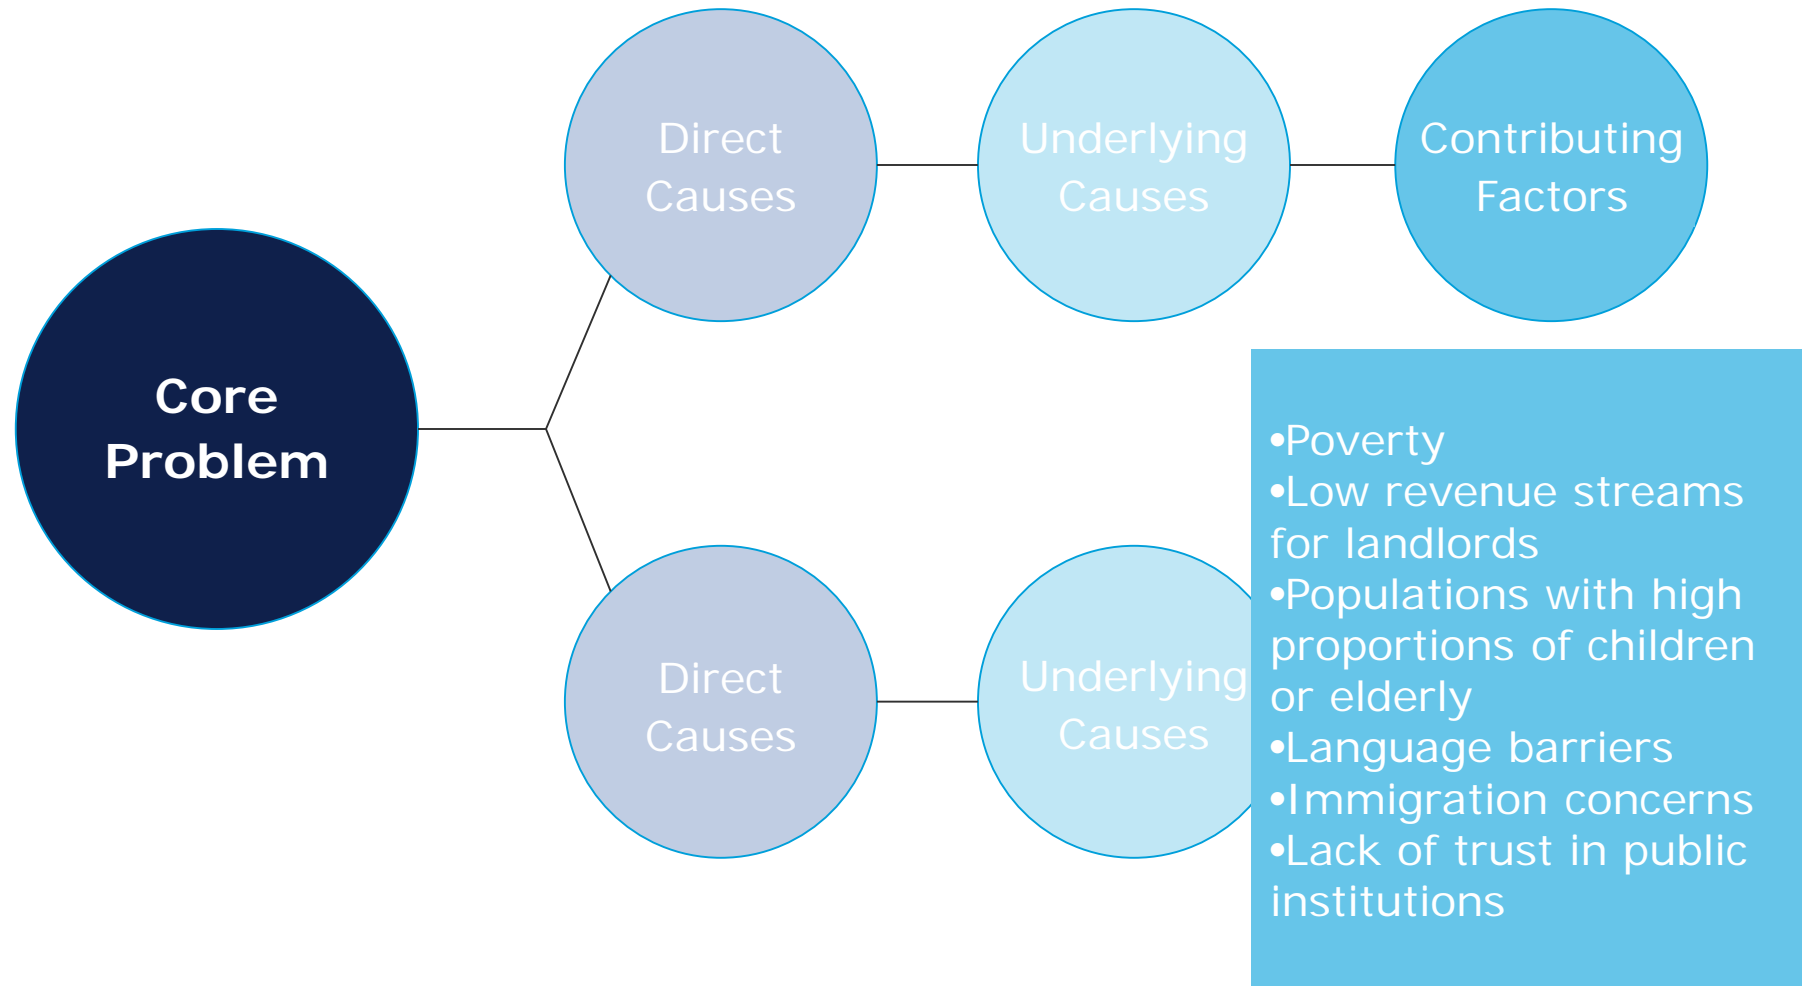 Direct
Causes
Underlying
Causes
Contributing
Factors
Core
Problem
Direct
Causes
Underlying
Causes
•Poverty
•Low revenue streams
for landlords
•Populations with high
proportions of children
or elderly
•Language barriers
•Immigration concerns
•Lack of trust in public
institutions